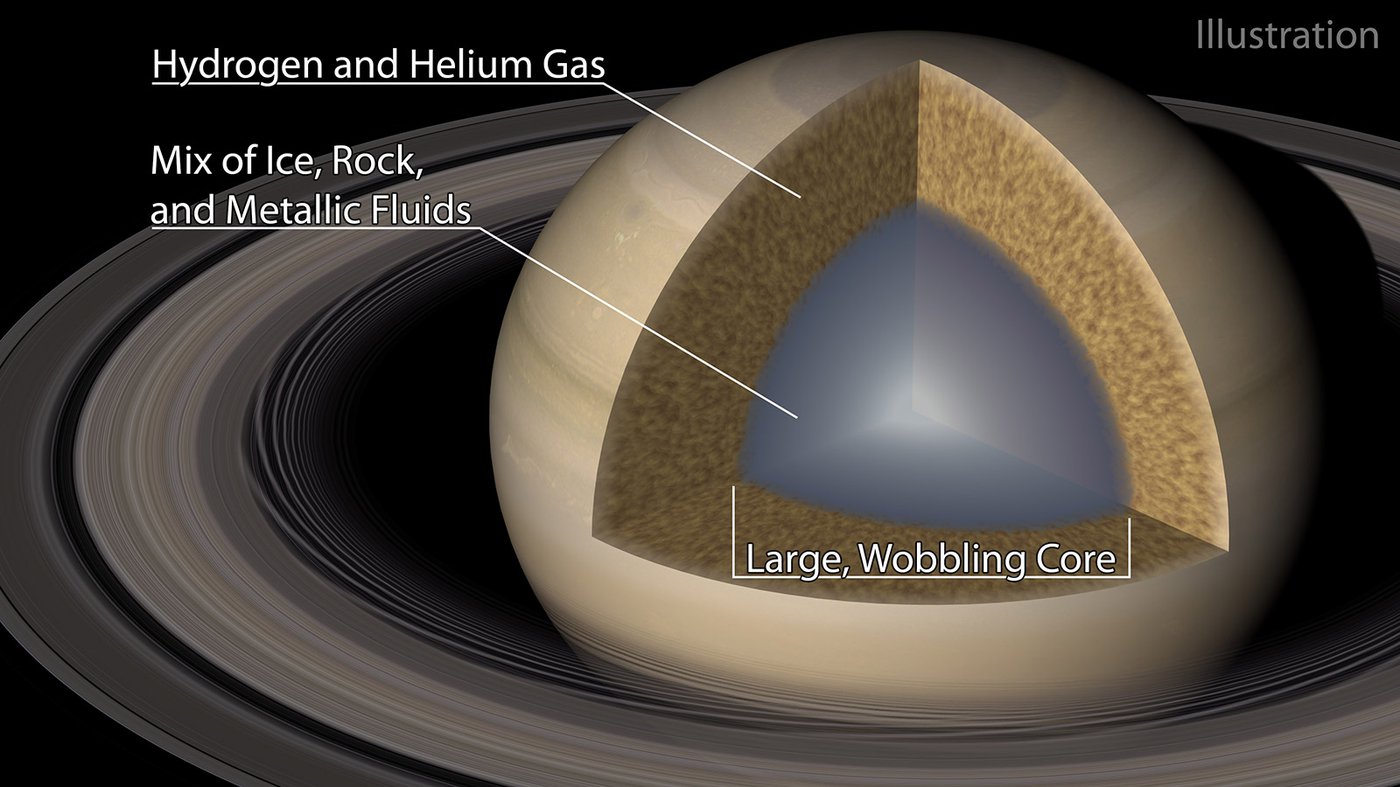 Illustration
Hydrogen and Helium Gas
Mix of Ice, Rock,
and Metallic Fluids
Large, Wobbling Core